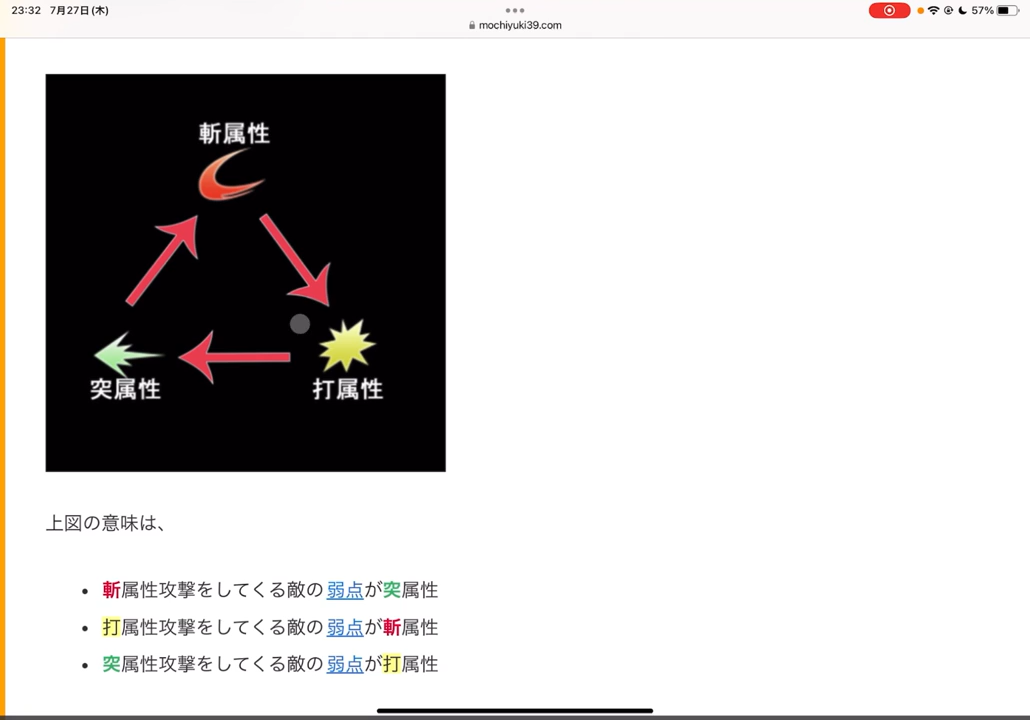 23:32 7月27日(木)
57%
mochiyuki39.com
斬属性
突属性
打属性
上図の意味は、
• 斬属性攻撃をしてくる敵の 弱点が突属性
• 打属性攻撃をしてくる敵の 弱点が斬属性
• 突属性攻撃をしてくる敵の 弱点が打属性